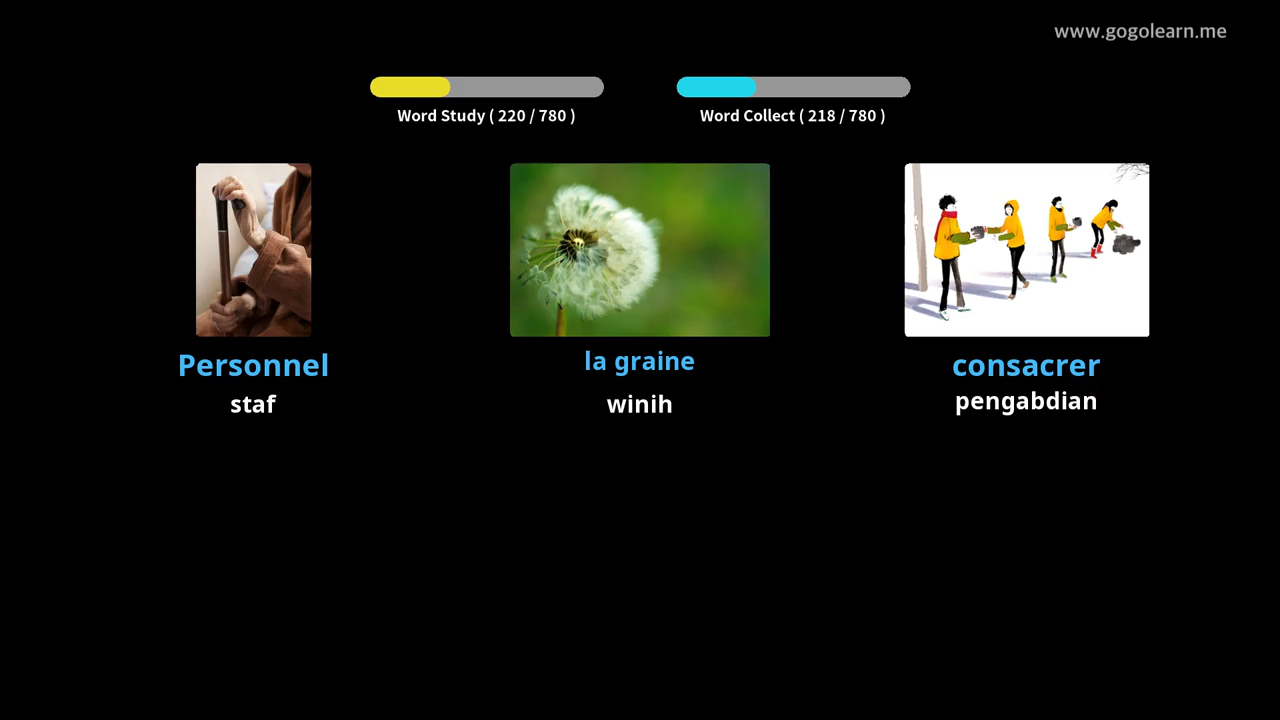 www.gogolearn.me
Word Study ( 220 / 780 )
Word Collect ( 218 / 780 )
Personnel
staf
la graine
winih
consacrer
pengabdian